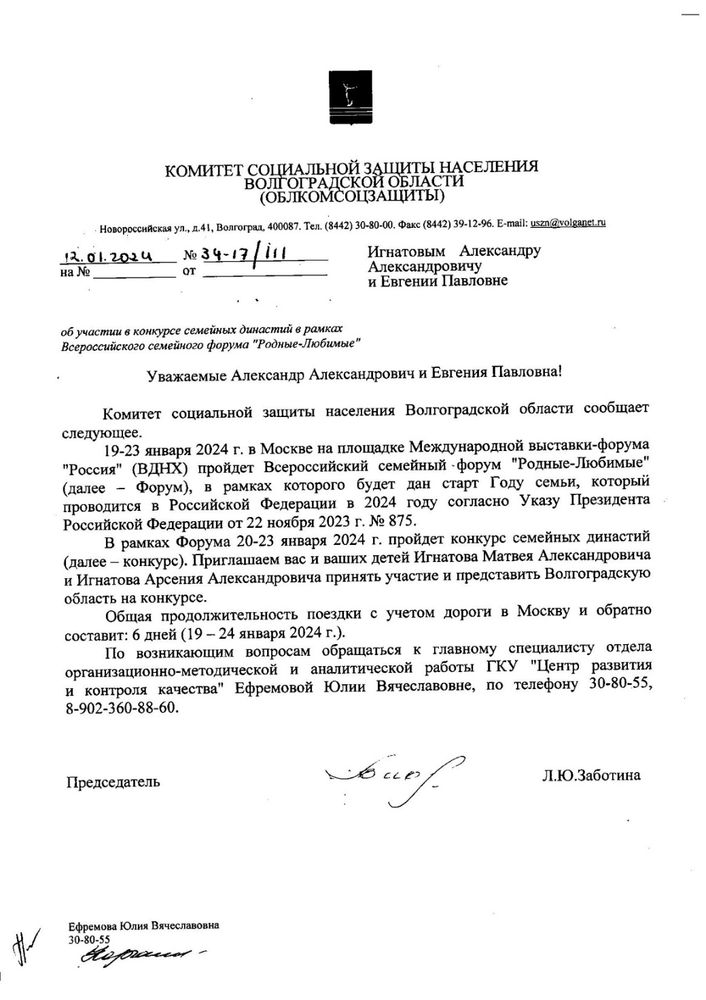 КОМИТЕТ СОЦИАЛЬНОЙ ЗАЩИТЫ НАСЕЛЕНИЯ
ВОЛГОГРАДСКОЙ ОБЛАСТИ
(ОБЛКОМСОЦЗАЩИТЫ)
Новороссийская ул., д.41, Волгоград, 400087. Тел. (8442) 30-80-00. Факс (8442) 39-12-96. E-mail: uszn@volganet.ru
12.01.2024 № 34-17/111
на № от
Игнатовым Александру
Александровичу
и Евгении Павловне
об участии в конкурсе семейных династий в рамках
Всероссийского семейного форума "Родные-Любимые"
Уважаемые Александр Александрович и Евгения Павловна!
Комитет социальной защиты населения Волгоградской области сообщает
следующее.
19-23 января 2024 г. в Москве на площадке Международной выставки-форума
"Россия" (ВДНХ) пройдет Всероссийский семейный форум "Родные-Любимые"
(далее – Форум), в рамках которого будет дан старт Году семьи, который
проводится в Российской Федерации в 2024 году согласно Указу Президента
Российской Федерации от 22 ноября 2023 г. № 875.
В рамках Форума 20-23 января 2024 г. пройдет конкурс семейных династий
(далее – конкурс). Приглашаем вас и ваших детей Игнатова Матвея Александровича
и Игнатова Арсения Александровича принять участие и представить Волгоградскую
область на конкурсе.
Общая продолжительность поездки с учетом дороги в Москву и обратно
составит: 6 дней (19 – 24 января 2024 г.).
По возникающим вопросам обращаться к главному специалисту отдела
организационно-методической и аналитической работы ГКУ "Центр развития
и контроля качества" Ефремовой Юлии Вячеславовне, по телефону 30-80-55,
8-902-360-88-60.
Председатель
Л.Ю.Заботина
Ефремова Юлия Вячеславовна
30-80-55